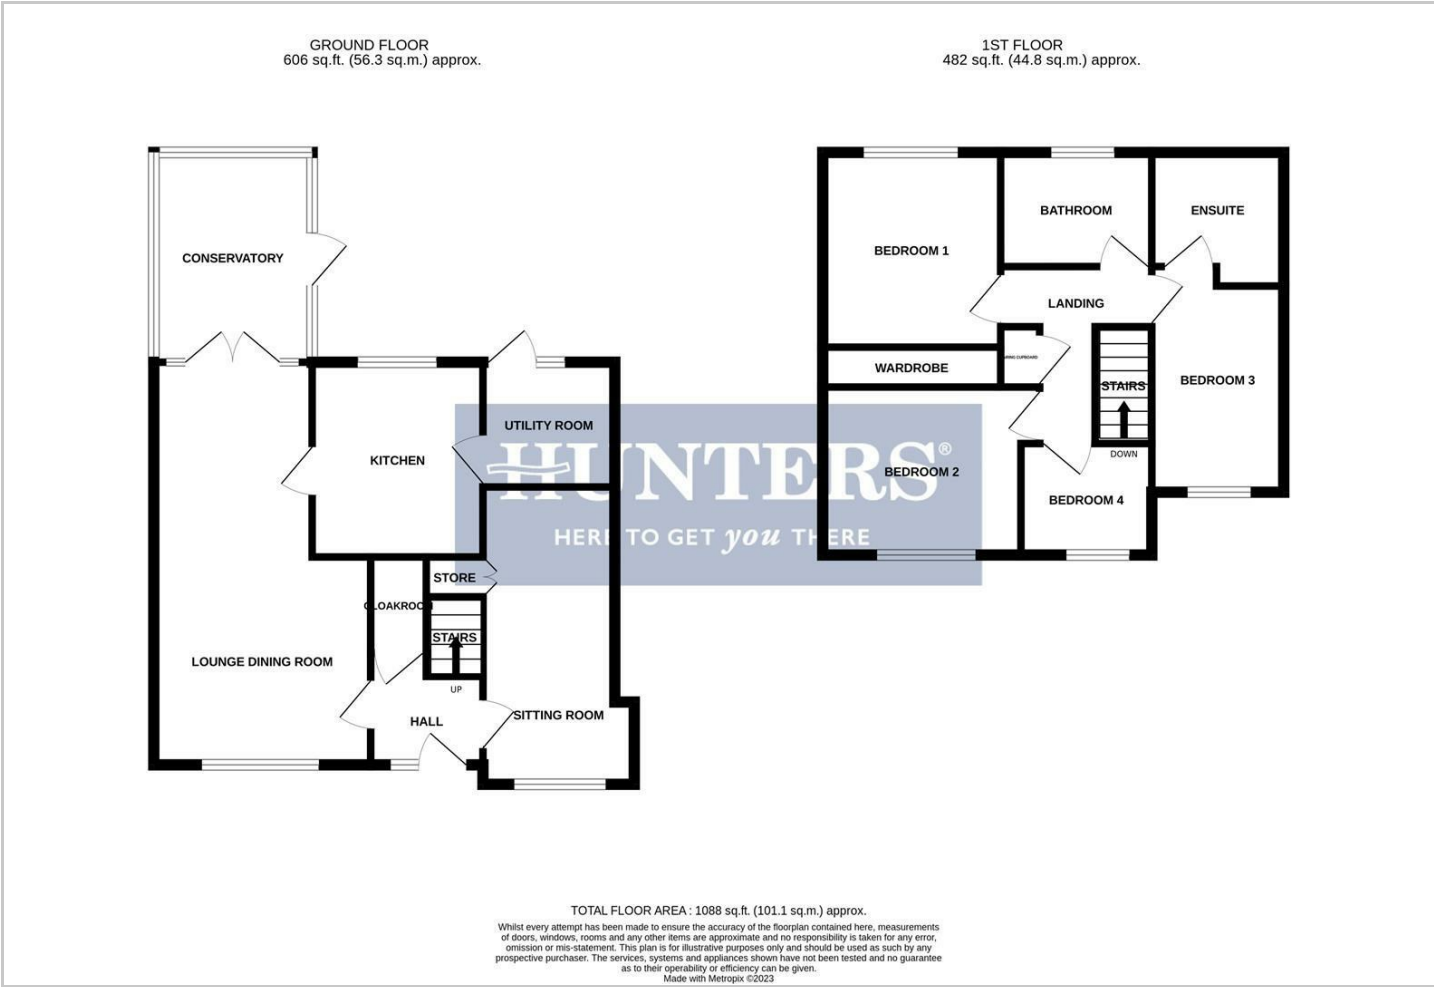 GROUND FLOOR
606 sq.ft. (56.3 sq.m.) approx.
1ST FLOOR
482 sq.ft. (44.8 sq.m.) approx.
CONSERVATORY
KITCHEN
UTILITY ROOM
STORE
CLOAKROOM
STAIRS
UP
LOUNGE DINING ROOM
HALL
SITTING ROOM
BEDROOM 1
BATHROOM
ENSUITE
LANDING
AIRING CUPBOARD
WARDROBE
STAIRS
DOWN
BEDROOM 3
BEDROOM 2
BEDROOM 4
HUNTERS®
HERE TO GET you THERE
TOTAL FLOOR AREA : 1088 sq.ft. (101.1 sq.m.) approx.
Whilst every attempt has been made to ensure the accuracy of the floorplan contained here, measurements
of doors, windows, rooms and any other items are approximate and no responsibility is taken for any error,
omission or mis-statement. This plan is for illustrative purposes only and should be used as such by any
prospective purchaser. The services, systems and appliances shown have not been tested and no guarantee
as to their operability or efficiency can be given.
Made with Metropix ©2023